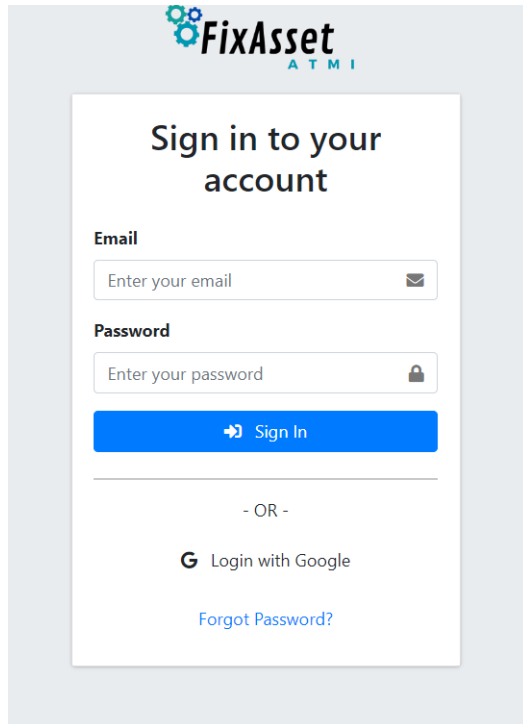 FixAsset
ATMI
Sign in to your
account
Email
Enter your email
Password
Enter your password
Sign In
- OR -
G Login with Google
Forgot Password?